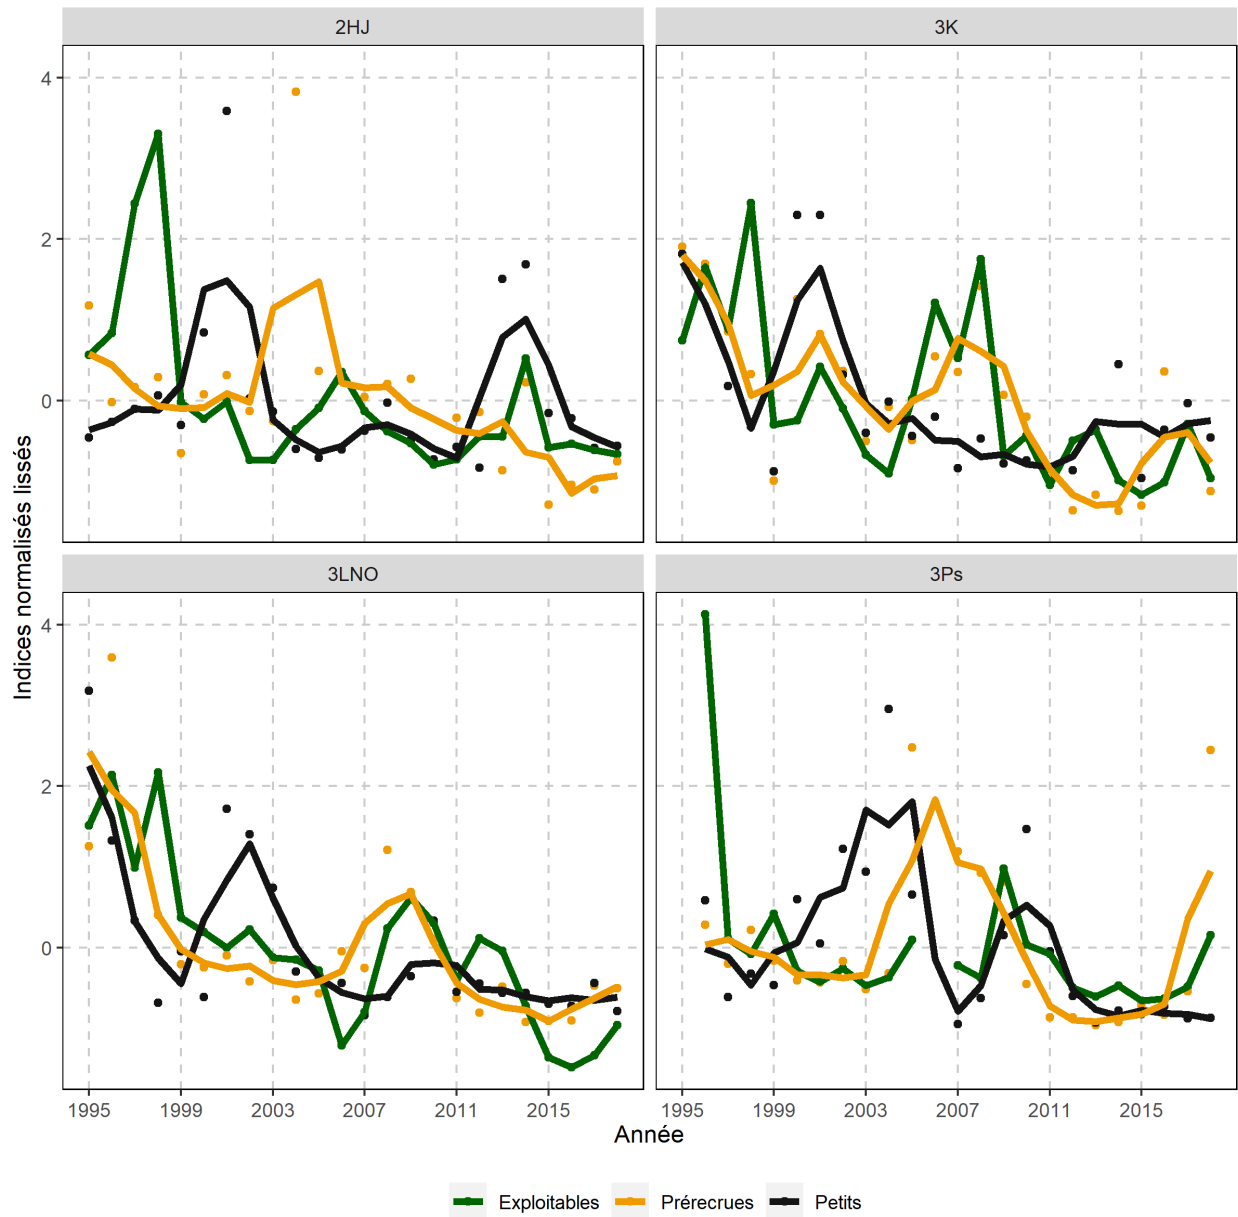 2HJ
3K
4
2
0
3LNO
3Ps
4
2
0
Indices normalisés lissés
1995 1999 2003 2007 2011 2015
1995 1999 2003 2007 2011 2015
Année
Exploitables Prérecrues Petits